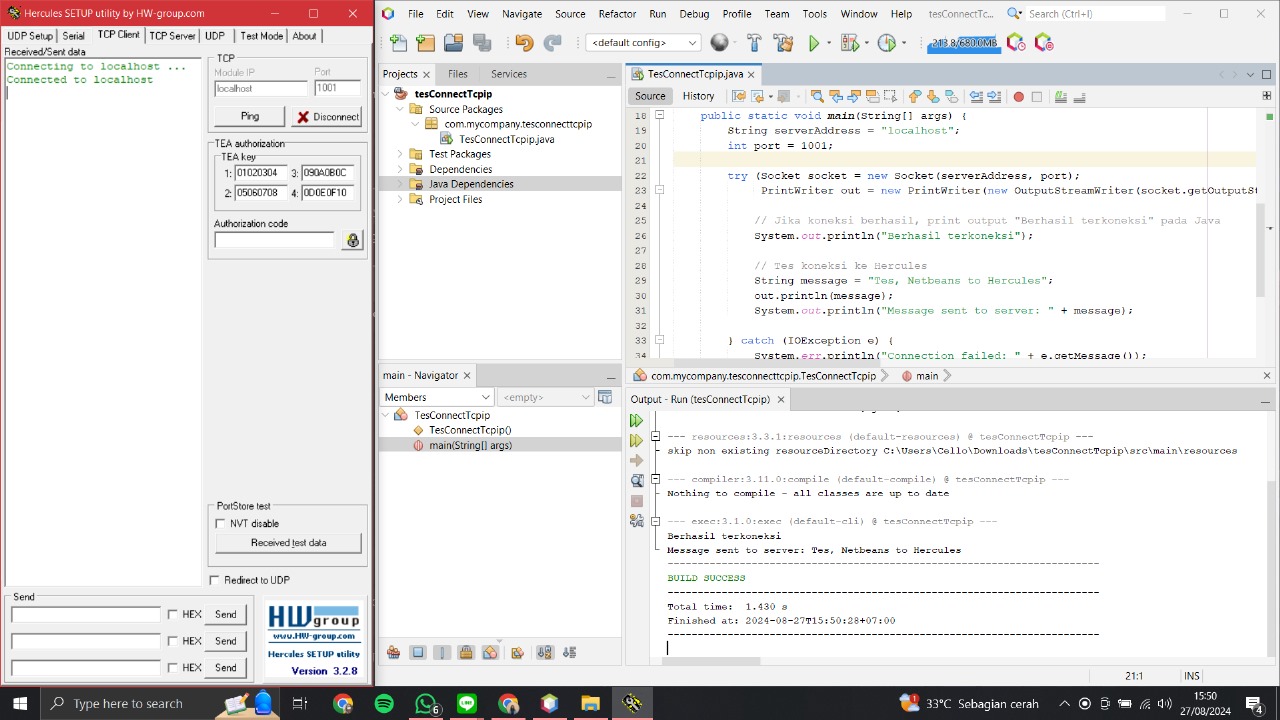 Hercules SETUP utility by HW-group.com
UDP Setup Serial TCP Client TCP Server UDP Test Mode About
Received/Sent data
Connecting to localhost ...
Connected to localhost
TCP
Module IP Port
localhost 1001
Ping Disconnect
TEA authorization
TEA key
1: 01020304 3: 090A0B0C
2: 05060708 4: 0D0E0F10
Authorization code
PortStore test
NVT disable
Received test data
Redirect to UDP
Send
HEX Send
HEX Send
HEX Send
HW group
www.HW-group.com
Hercules SETUP utility
Version 3.2.8
File Edit View Navigate Source Refactor Run Debug Profile Team Tools Window Help tesConnectTc... Search (Ctrl+I)
<default config> 213.8/680.0MB
Projects Files Services
tesConnectTcpip
Source Packages
com.mycompany.tesconnecttcpip
TesConnectTcpip.java
Test Packages
Dependencies
Java Dependencies
Project Files
TesConnectTcpip.java
Source History
18 public static void main(String[] args) {
19 String serverAddress = "localhost";
20 int port = 1001;
21
22 try (Socket socket = new Socket(serverAddress, port);
23 PrintWriter out = new PrintWriter(new OutputStreamWriter(socket.getOutputSt
24
25 // Jika koneksi berhasil, print output "Berhasil terkoneksi" pada Java
26 System.out.println("Berhasil terkoneksi");
27
28 // Tes koneksi ke Hercules
29 String message = "Tes, Netbeans to Hercules";
30 out.println(message);
31 System.out.println("Message sent to server: " + message);
32
33 } catch (IOException e) {
34 System.err.println("Connection failed: " + e.getMessage());
com.mycompany.tesconnecttcpip.TesConnectTcpip main
main - Navigator
Members <empty>
TesConnectTcpip
TesConnectTcpip()
main(String[] args)
Output - Run (tesConnectTcpip)
--- resources:3.3.1:resources (default-resources) @ tesConnectTcpip ---
skip non existing resourceDirectory C:\Users\Cello\Downloads\tesConnectTcpip\src\main\resources
--- compiler:3.11.0:compile (default-compile) @ tesConnectTcpip ---
Nothing to compile - all classes are up to date
--- exec:3.1.0:exec (default-cli) @ tesConnectTcpip ---
Berhasil terkoneksi
Message sent to server: Tes, Netbeans to Hercules
------------------------------------------------------------------------
BUILD SUCCESS
------------------------------------------------------------------------
Total time: 1.430 s
Finished at: 2024-08-27T15:50:28+07:00
------------------------------------------------------------------------
21:1 INS
Type here to search
6
1 33°C Sebagian cerah
15:50
27/08/2024
4